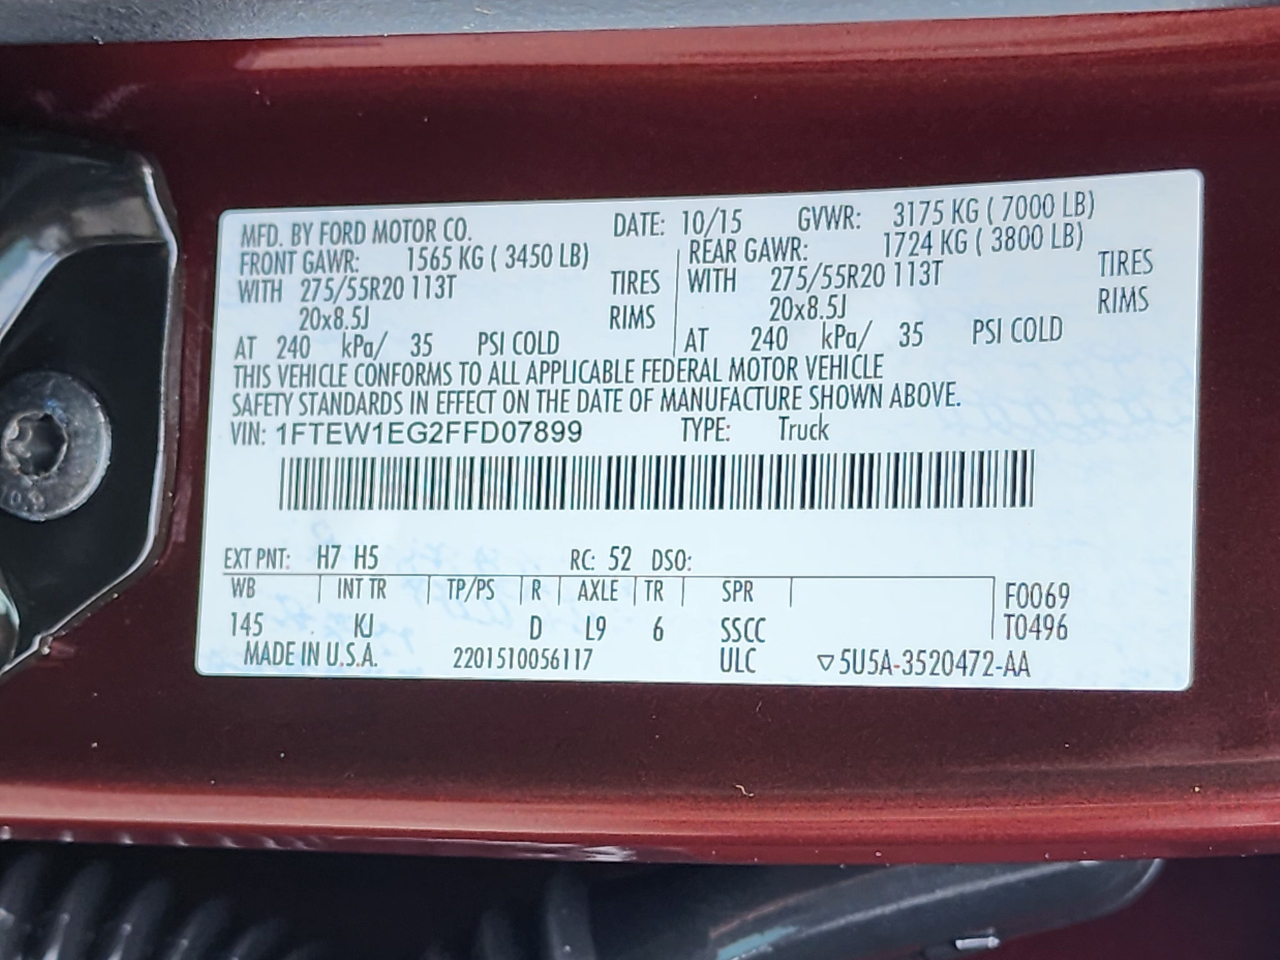 MFD. BY FORD MOTOR CO. DATE: 10/15 GVWR: 3175 KG ( 7000 LB)
FRONT GAWR: 1565 KG ( 3450 LB) REAR GAWR: 1724 KG ( 3800 LB)
WITH 275/55R20 113T TIRES WITH 275/55R20 113T TIRES
20x8.5J RIMS 20x8.5J RIMS
AT 240 kPa/ 35 PSI COLD AT 240 kPa/ 35 PSI COLD
THIS VEHICLE CONFORMS TO ALL APPLICABLE FEDERAL MOTOR VEHICLE
SAFETY STANDARDS IN EFFECT ON THE DATE OF MANUFACTURE SHOWN ABOVE.
VIN: 1FTEW1EG2FFD07899 TYPE: Truck
EXT PNT: H7 H5 RC: 52 DSO:
WB INT TR TP/PS R AXLE TR SPR F0069
145 KJ D L9 6 SSCC T0496
MADE IN U.S.A. 2201510056117 ULC ▽5U5A-3520472-AA